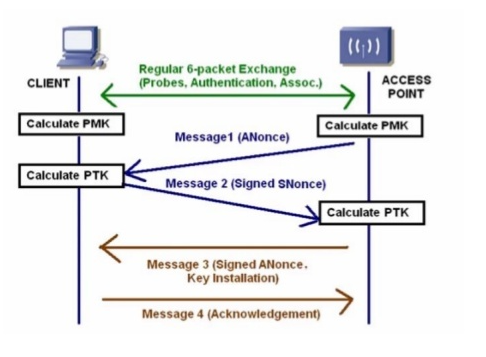 Regular 6-packet Exchange
(Probes, Authentication, Assoc.)
CLIENT
ACCESS
POINT
Calculate PMK
Calculate PMK
Message1 (ANonce)
Calculate PTK
Message 2 (Signed SNonce)
Calculate PTK
Message 3 (Signed ANonce.
Key Installation)
Message 4 (Acknowledgement)